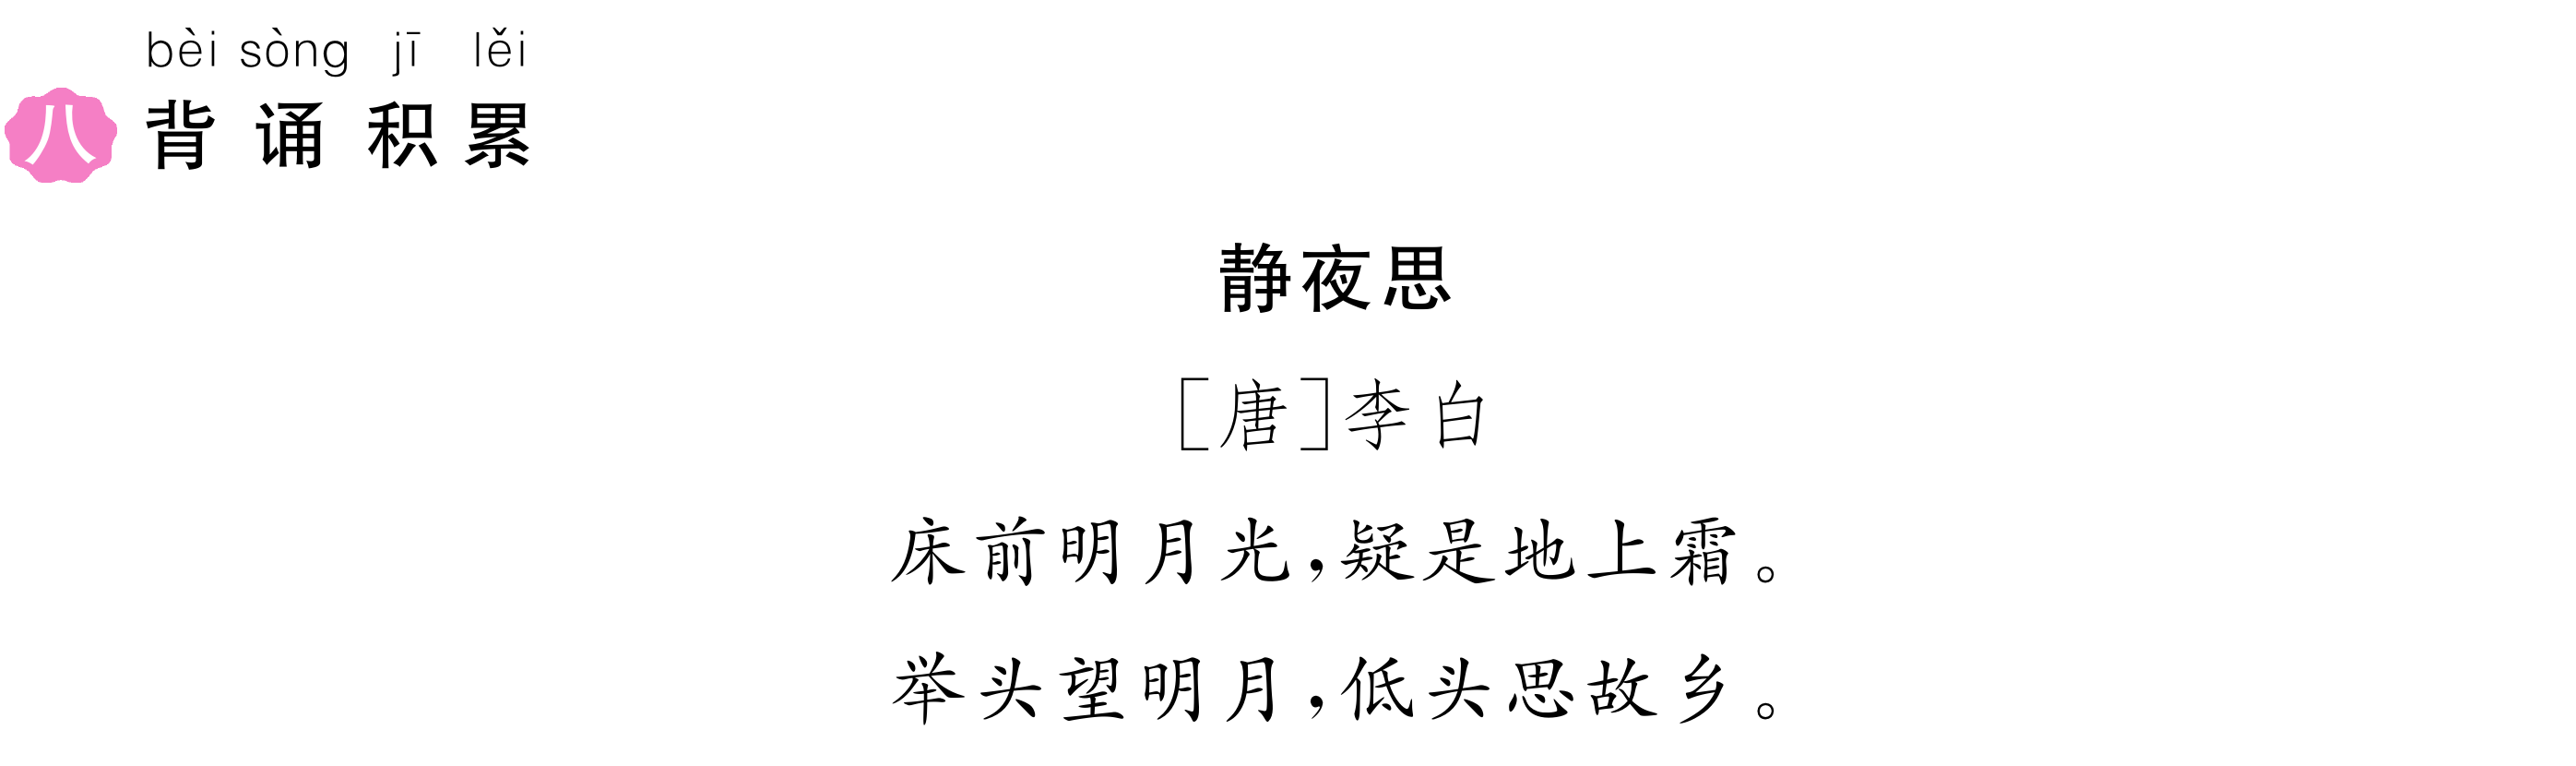 bèi sòng jī lěi
八 背诵积累
静夜思
［唐］李白
床前明月光，疑是地上霜。
举头望明月，低头思故乡。